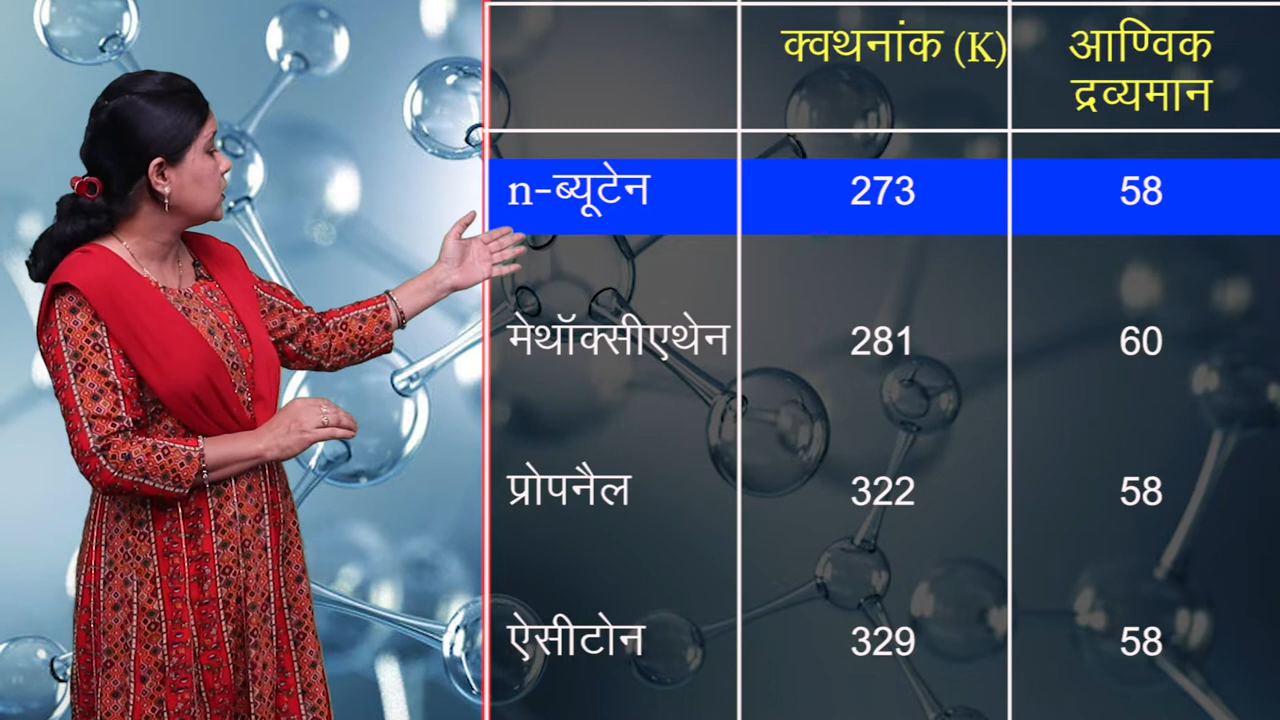 क्वथनांक (K) आण्विक
द्रव्यमान
n-ब्यूटेन 273 58
मेथॉक्सीएथेन 281 60
प्रोपनैल 322 58
ऐसीटोन 329 58